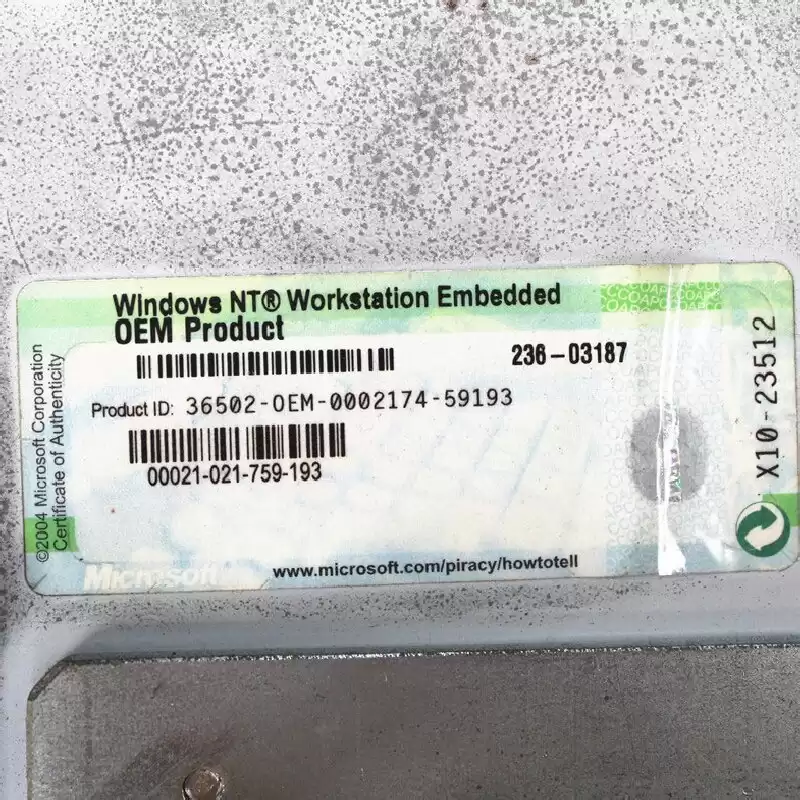 Windows NT® Workstation Embedded
OEM Product
236-03187
Product ID: 36502-OEM-0002174-59193
00021-021-759-193
www.microsoft.com/piracy/howtotell
Microsoft
©2004 Microsoft Corporation
Certificate of Authenticity
X10-23512